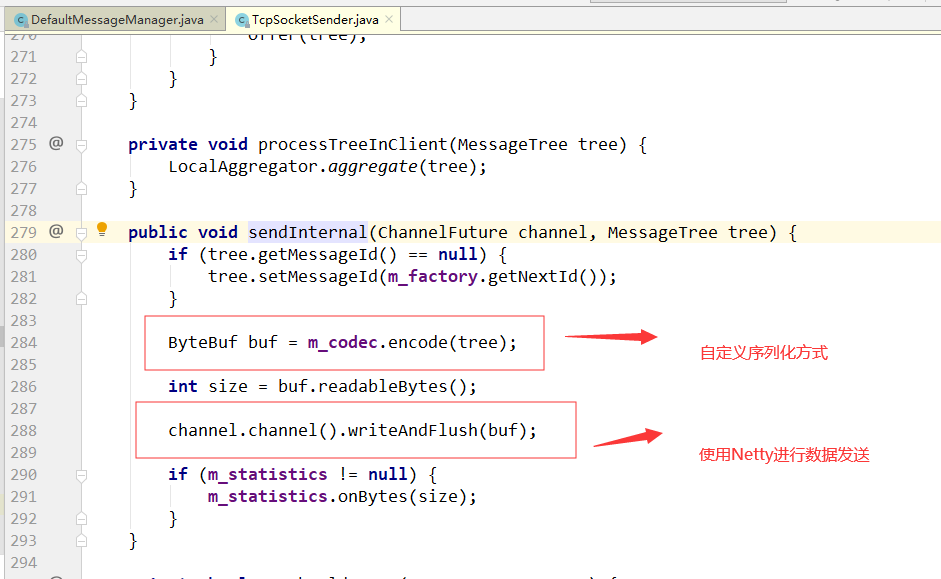 DefaultMessageManager.java × TcpSocketSender.java ×
270 offer(tree);
271 }
272 }
273 }
274
275 @ private void processTreeInClient(MessageTree tree) {
276 LocalAggregator.aggregate(tree);
277 }
278
279 @ public void sendInternal(ChannelFuture channel, MessageTree tree) {
280 if (tree.getMessageId() == null) {
281 tree.setMessageId(m_factory.getNextId());
282 }
283
284 ByteBuf buf = m_codec.encode(tree);
自定义序列化方式
285
286 int size = buf.readableBytes();
287
288 channel.channel().writeAndFlush(buf);
使用Netty进行数据发送
289
290 if (m_statistics != null) {
291 m_statistics.onBytes(size);
292 }
293 }
294